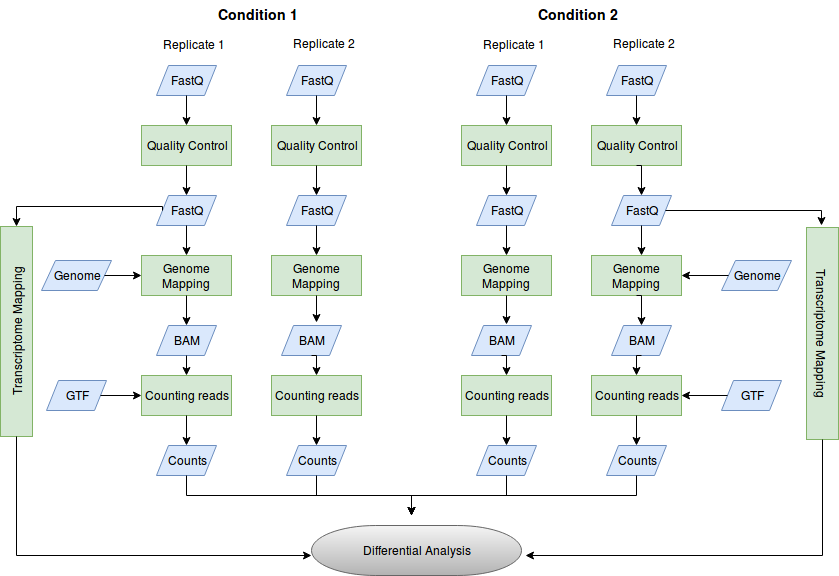 Condition 1
Condition 2
Replicate 1
Replicate 2
Replicate 1
Replicate 2
FastQ
FastQ
FastQ
FastQ
Quality Control
Quality Control
Quality Control
Quality Control
FastQ
FastQ
FastQ
FastQ
Transcriptome Mapping
Genome
Genome
Mapping
Genome
Mapping
Genome
Mapping
Genome
Mapping
Genome
Transcriptome Mapping
BAM
BAM
BAM
BAM
GTF
Counting reads
Counting reads
Counting reads
Counting reads
GTF
Counts
Counts
Counts
Counts
Differential Analysis